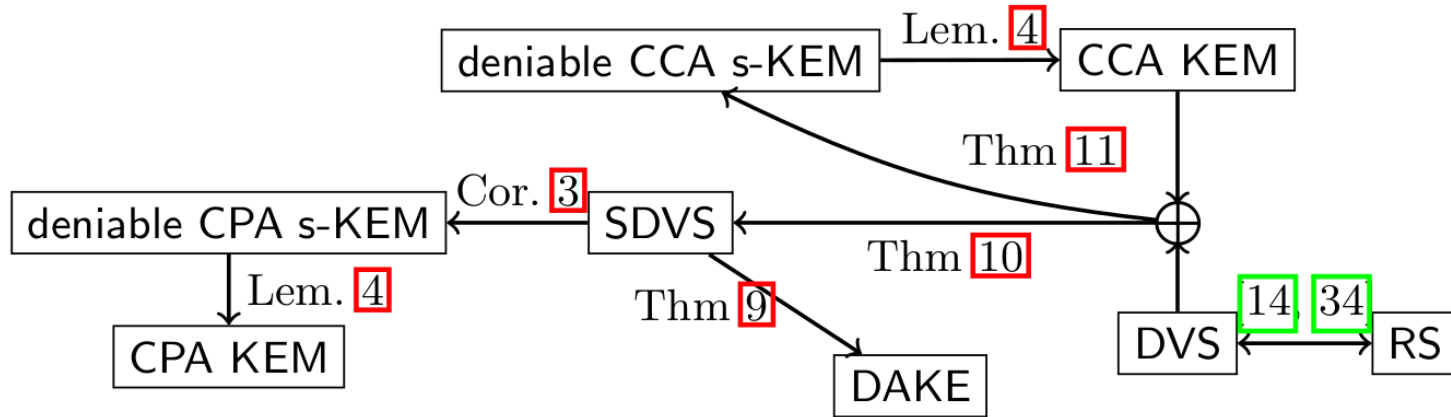 Lem. 4
deniable CCA s-KEM
CCA KEM
Thm 11
Cor. 3
deniable CPA s-KEM
SDVS
Thm 10
Lem. 4
Thm 9
14, 34
CPA KEM
DVS
RS
DAKE